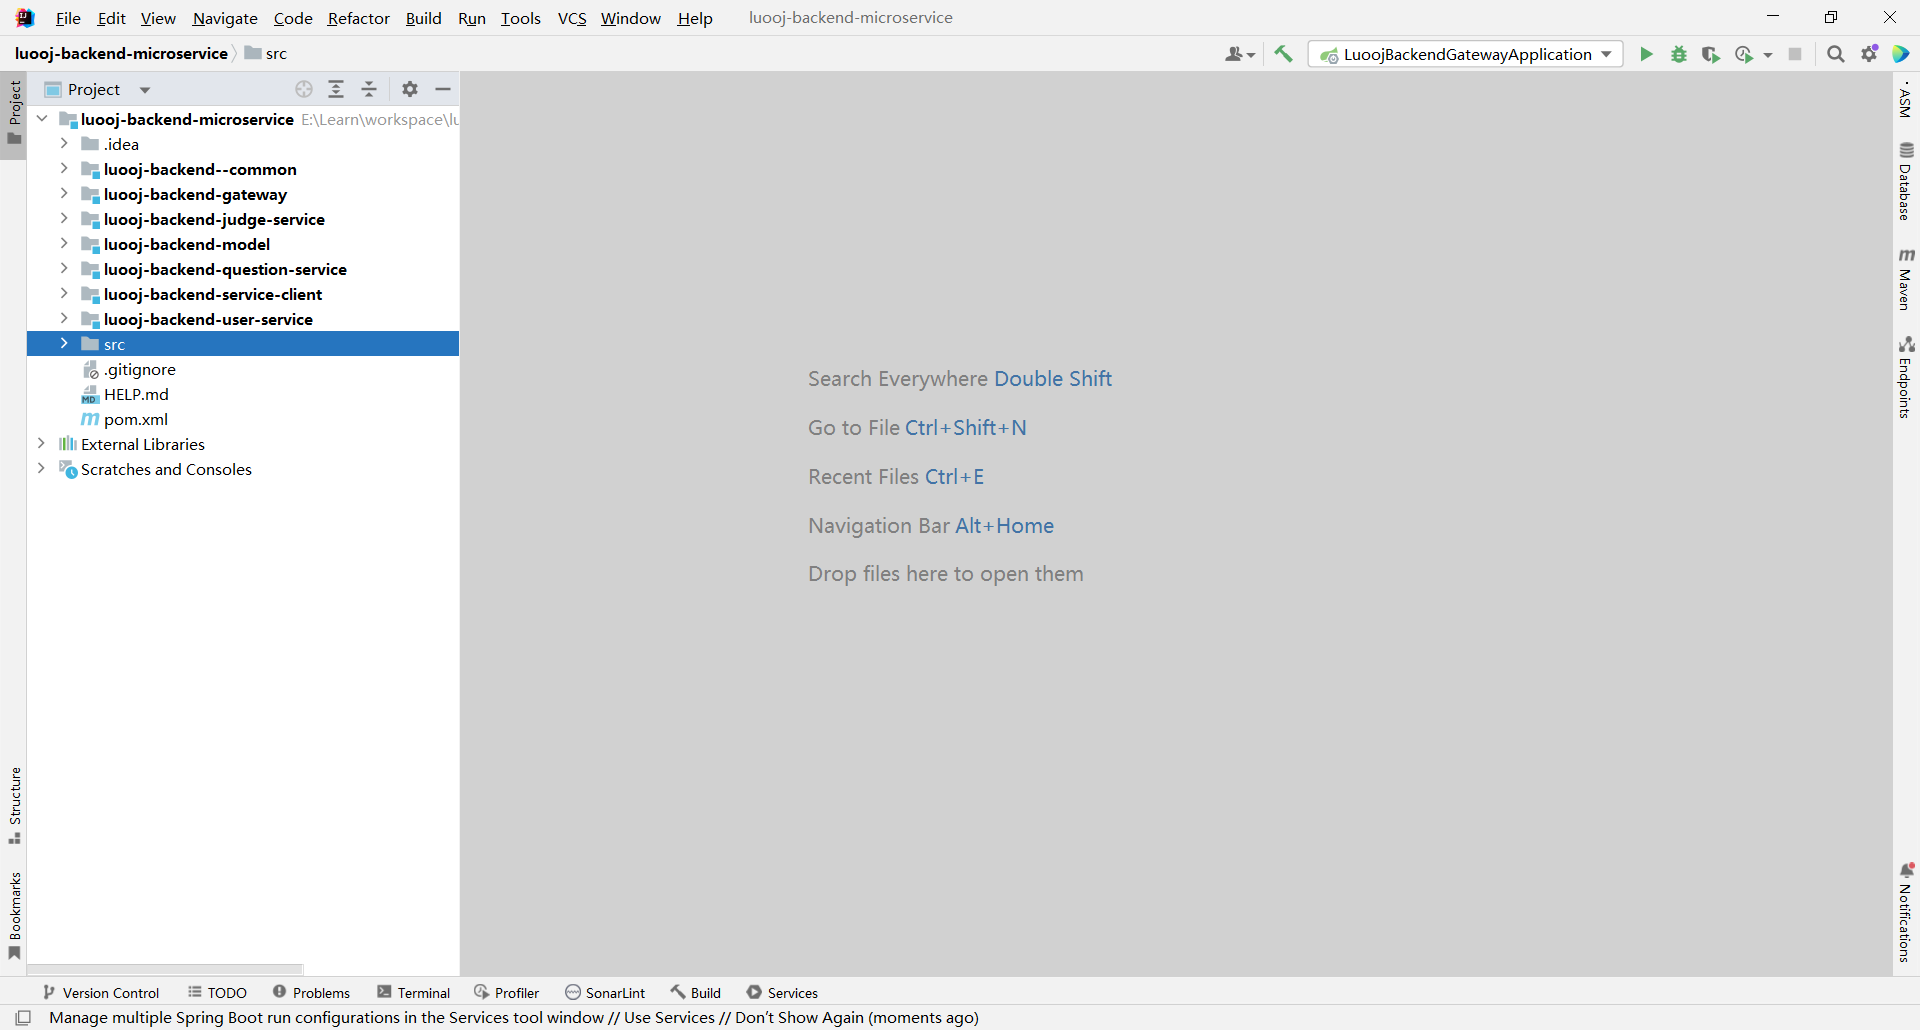 File Edit View Navigate Code Refactor Build Run Tools VCS Window Help luooj-backend-microservice
luooj-backend-microservice src LuoojBackendGatewayApplication
Project
Project
luooj-backend-microservice E:\Learn\workspace\lu
.idea
luooj-backend--common
luooj-backend-gateway
luooj-backend-judge-service
luooj-backend-model
luooj-backend-question-service
luooj-backend-service-client
luooj-backend-user-service
src
.gitignore
MD HELP.md
m pom.xml
External Libraries
Scratches and Consoles
Structure
Bookmarks
Search Everywhere Double Shift
Go to File Ctrl+Shift+N
Recent Files Ctrl+E
Navigation Bar Alt+Home
Drop files here to open them
ASM
Database
m Maven
Endpoints
Notifications
Version Control TODO Problems Terminal Profiler SonarLint Build Services
Manage multiple Spring Boot run configurations in the Services tool window // Use Services // Don't Show Again (moments ago)